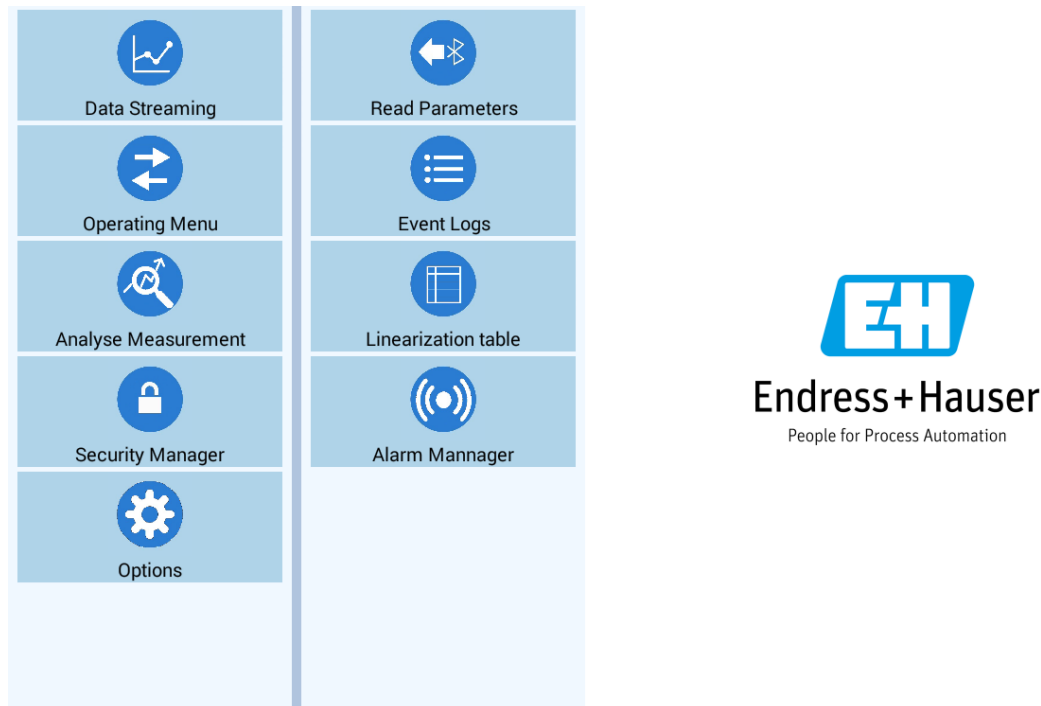 Data Streaming
Operating Menu
Analyse Measurement
Security Manager
Options
Read Parameters
Event Logs
Linearization table
Alarm Mannager
EH
Endress+Hauser
People for Process Automation